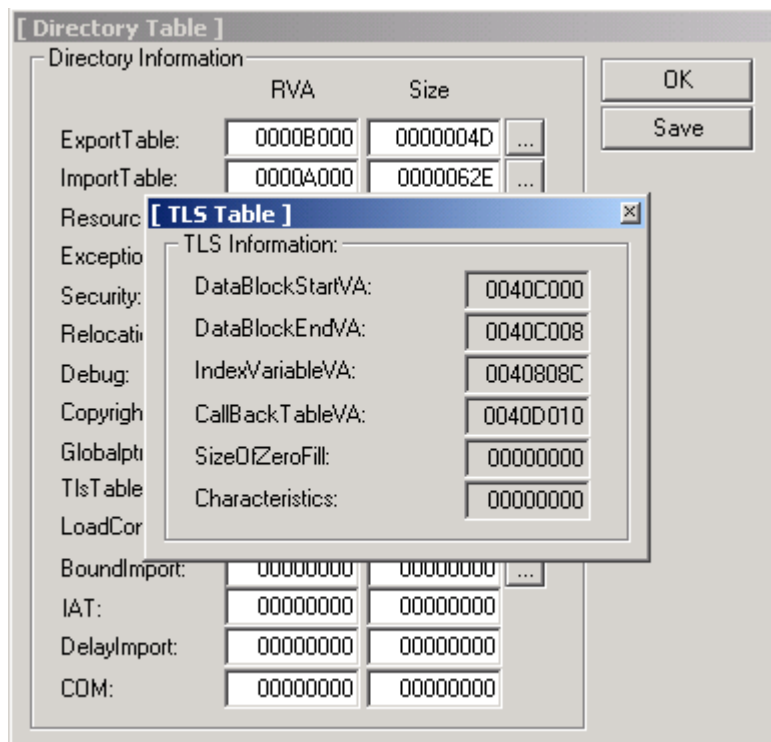 [ Directory Table ]
Directory Information
RVA Size
OK
Save
ExportTable: 0000B000 0000004D ...
ImportTable: 0000A000 0000062E ...
Resourc
[ TLS Table ]
TLS Information:
Exceptio
DataBlockStartVA: 0040C000
Security:
DataBlockEndVA: 0040C008
Relocati
IndexVariableVA: 0040808C
Debug:
Copyrigh
CallBackTableVA: 0040D010
Globalpt
SizeOfZeroFill: 00000000
TlsTable
Characteristics: 00000000
LoadCor
BoundImport: 00000000 00000000 ...
IAT: 00000000 00000000
DelayImport: 00000000 00000000
COM: 00000000 00000000